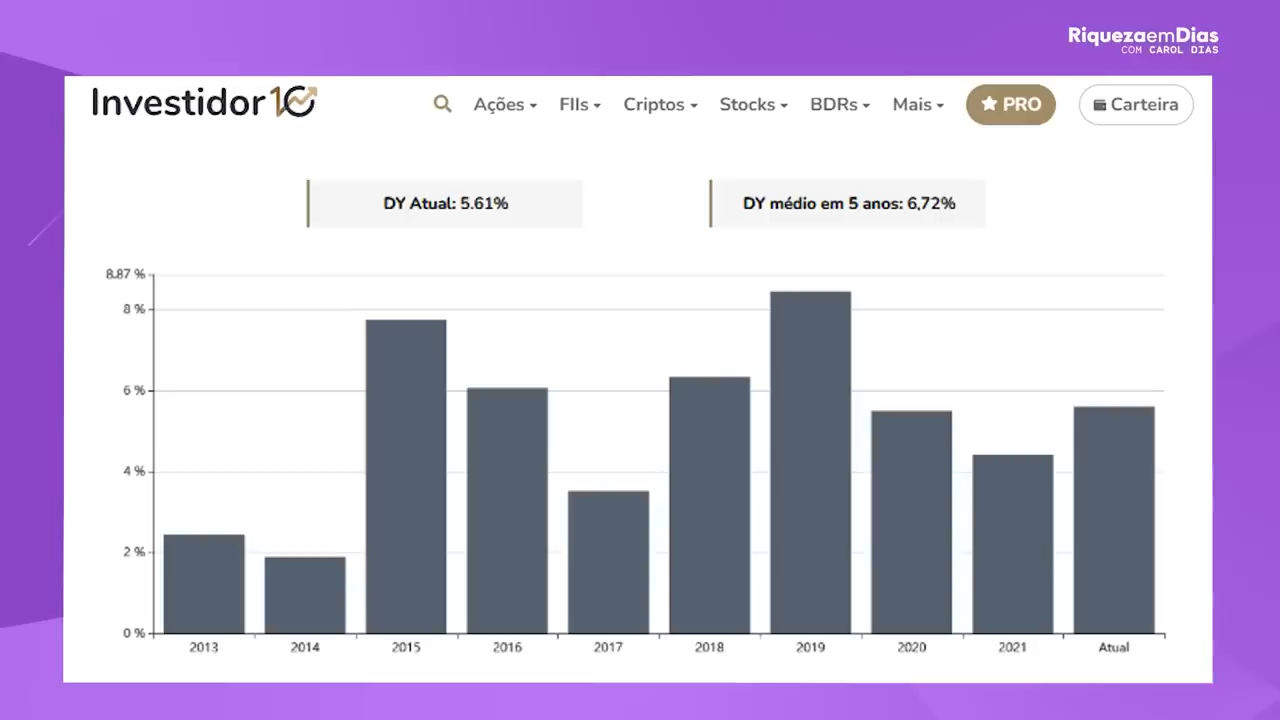 RiquezaemDias
COM CAROL DIAS
Investidor 10
Ações
FIIs
Criptos
Stocks
BDRs
Mais
PRO
Carteira
DY Atual: 5.61%
DY médio em 5 anos: 6,72%
8.87 %
8 %
6 %
4 %
2 %
0 %
2013
2014
2015
2016
2017
2018
2019
2020
2021
Atual